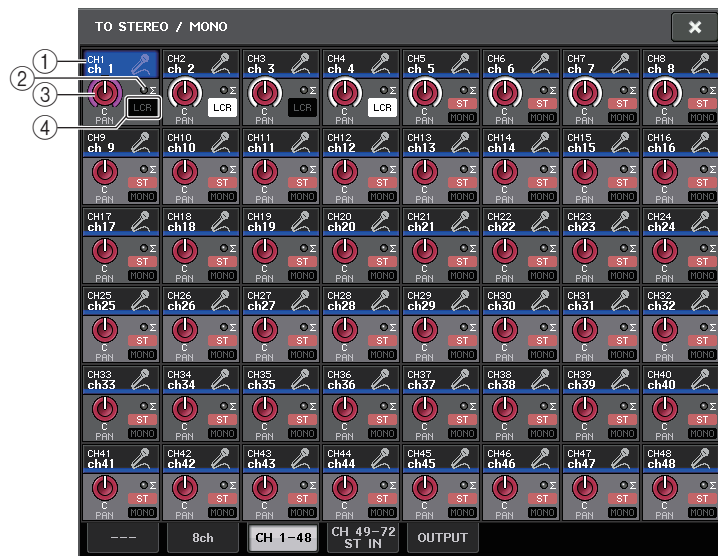 TO STEREO / MONO ×
① CH1 CH2 CH3 CH4 CH5 CH6 CH7 CH8
ch 1 ch 2 ch 3 ch 4 ch 5 ch 6 ch 7 ch 8
② Σ Σ Σ Σ Σ Σ Σ Σ
③ LCR LCR LCR LCR ST ST ST ST
④ C C C C C MONO C MONO C MONO C MONO
PAN PAN PAN PAN PAN PAN PAN PAN
CH9 CH10 CH11 CH12 CH13 CH14 CH15 CH16
ch 9 ch10 ch11 ch12 ch13 ch14 ch15 ch16
Σ Σ Σ Σ Σ Σ Σ Σ
ST ST ST ST ST ST ST ST
C MONO C MONO C MONO C MONO C MONO C MONO C MONO C MONO
PAN PAN PAN PAN PAN PAN PAN PAN
CH17 CH18 CH19 CH20 CH21 CH22 CH23 CH24
ch17 ch18 ch19 ch20 ch21 ch22 ch23 ch24
Σ Σ Σ Σ Σ Σ Σ Σ
ST ST ST ST ST ST ST ST
C MONO C MONO C MONO C MONO C MONO C MONO C MONO C MONO
PAN PAN PAN PAN PAN PAN PAN PAN
CH25 CH26 CH27 CH28 CH29 CH30 CH31 CH32
ch25 ch26 ch27 ch28 ch29 ch30 ch31 ch32
Σ Σ Σ Σ Σ Σ Σ Σ
ST ST ST ST ST ST ST ST
C MONO C MONO C MONO C MONO C MONO C MONO C MONO C MONO
PAN PAN PAN PAN PAN PAN PAN PAN
CH33 CH34 CH35 CH36 CH37 CH38 CH39 CH40
ch33 ch34 ch35 ch36 ch37 ch38 ch39 ch40
Σ Σ Σ Σ Σ Σ Σ Σ
ST ST ST ST ST ST ST ST
C MONO C MONO C MONO C MONO C MONO C MONO C MONO C MONO
PAN PAN PAN PAN PAN PAN PAN PAN
CH41 CH42 CH43 CH44 CH45 CH46 CH47 CH48
ch41 ch42 ch43 ch44 ch45 ch46 ch47 ch48
Σ Σ Σ Σ Σ Σ Σ Σ
ST ST ST ST ST ST ST ST
C MONO C MONO C MONO C MONO C MONO C MONO C MONO C MONO
PAN PAN PAN PAN PAN PAN PAN PAN
--- 8ch CH 1-48 CH 49-72 OUTPUT
ST IN